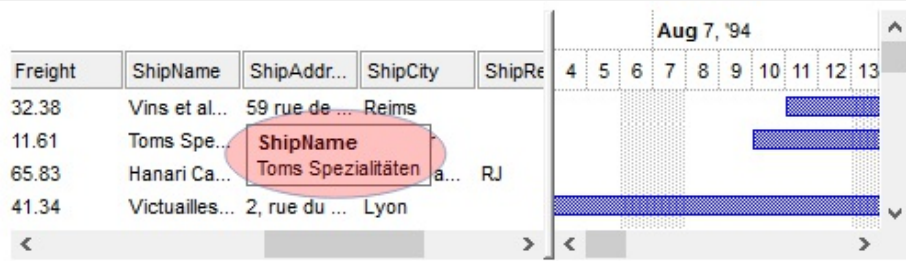 Aug 7, '94
Freight ShipName ShipAddr... ShipCity ShipRe 4 5 6 7 8 9 10 11 12 13
32.38 Vins et al... 59 rue de ... Reims
11.61 Toms Spe...
ShipName
Toms Spezialitäten
65.83 Hanari Ca... a... RJ
41.34 Victuailles... 2, rue du ... Lyon